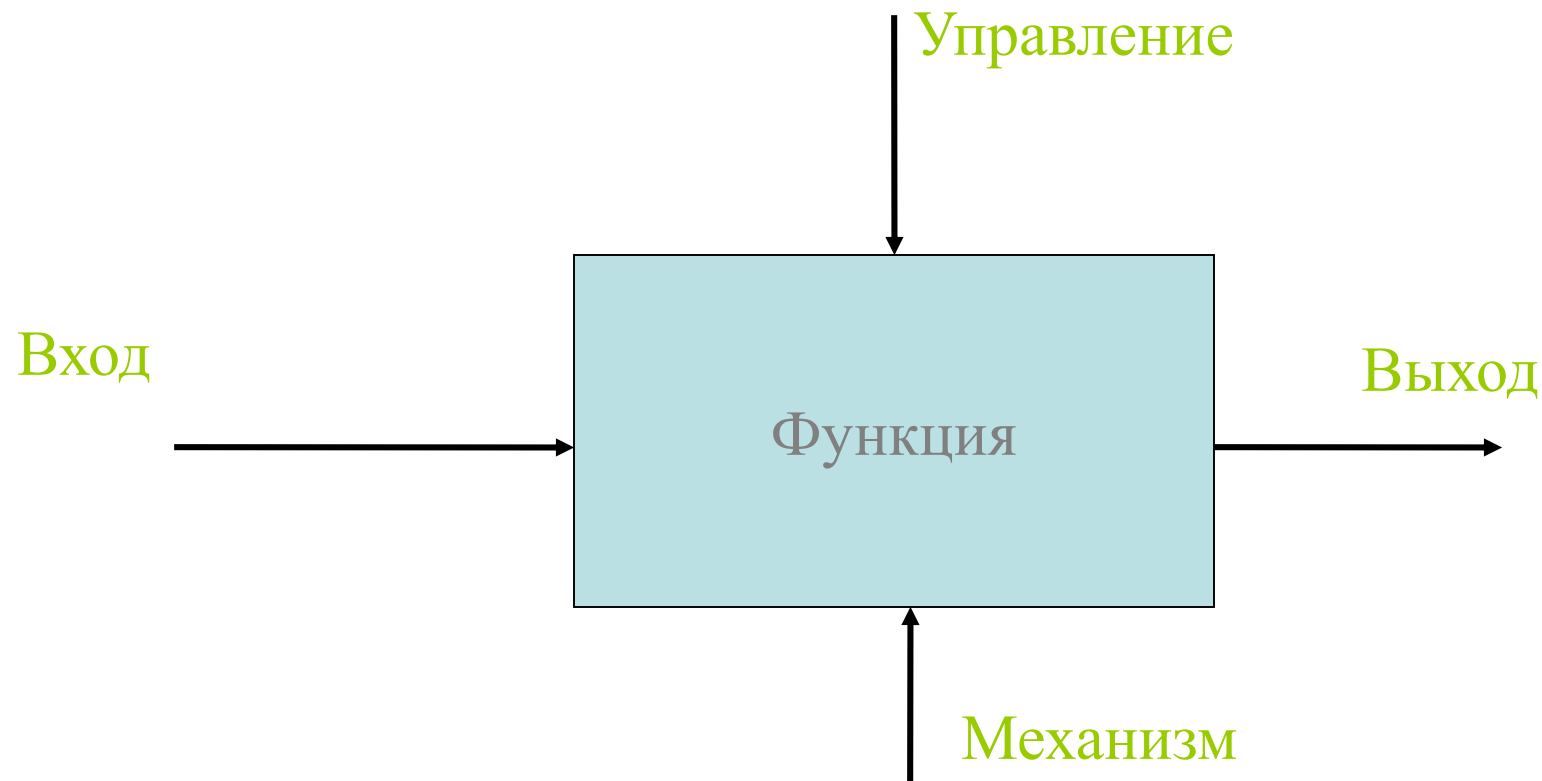 Управление
Вход
Выход
Функция
Механизм